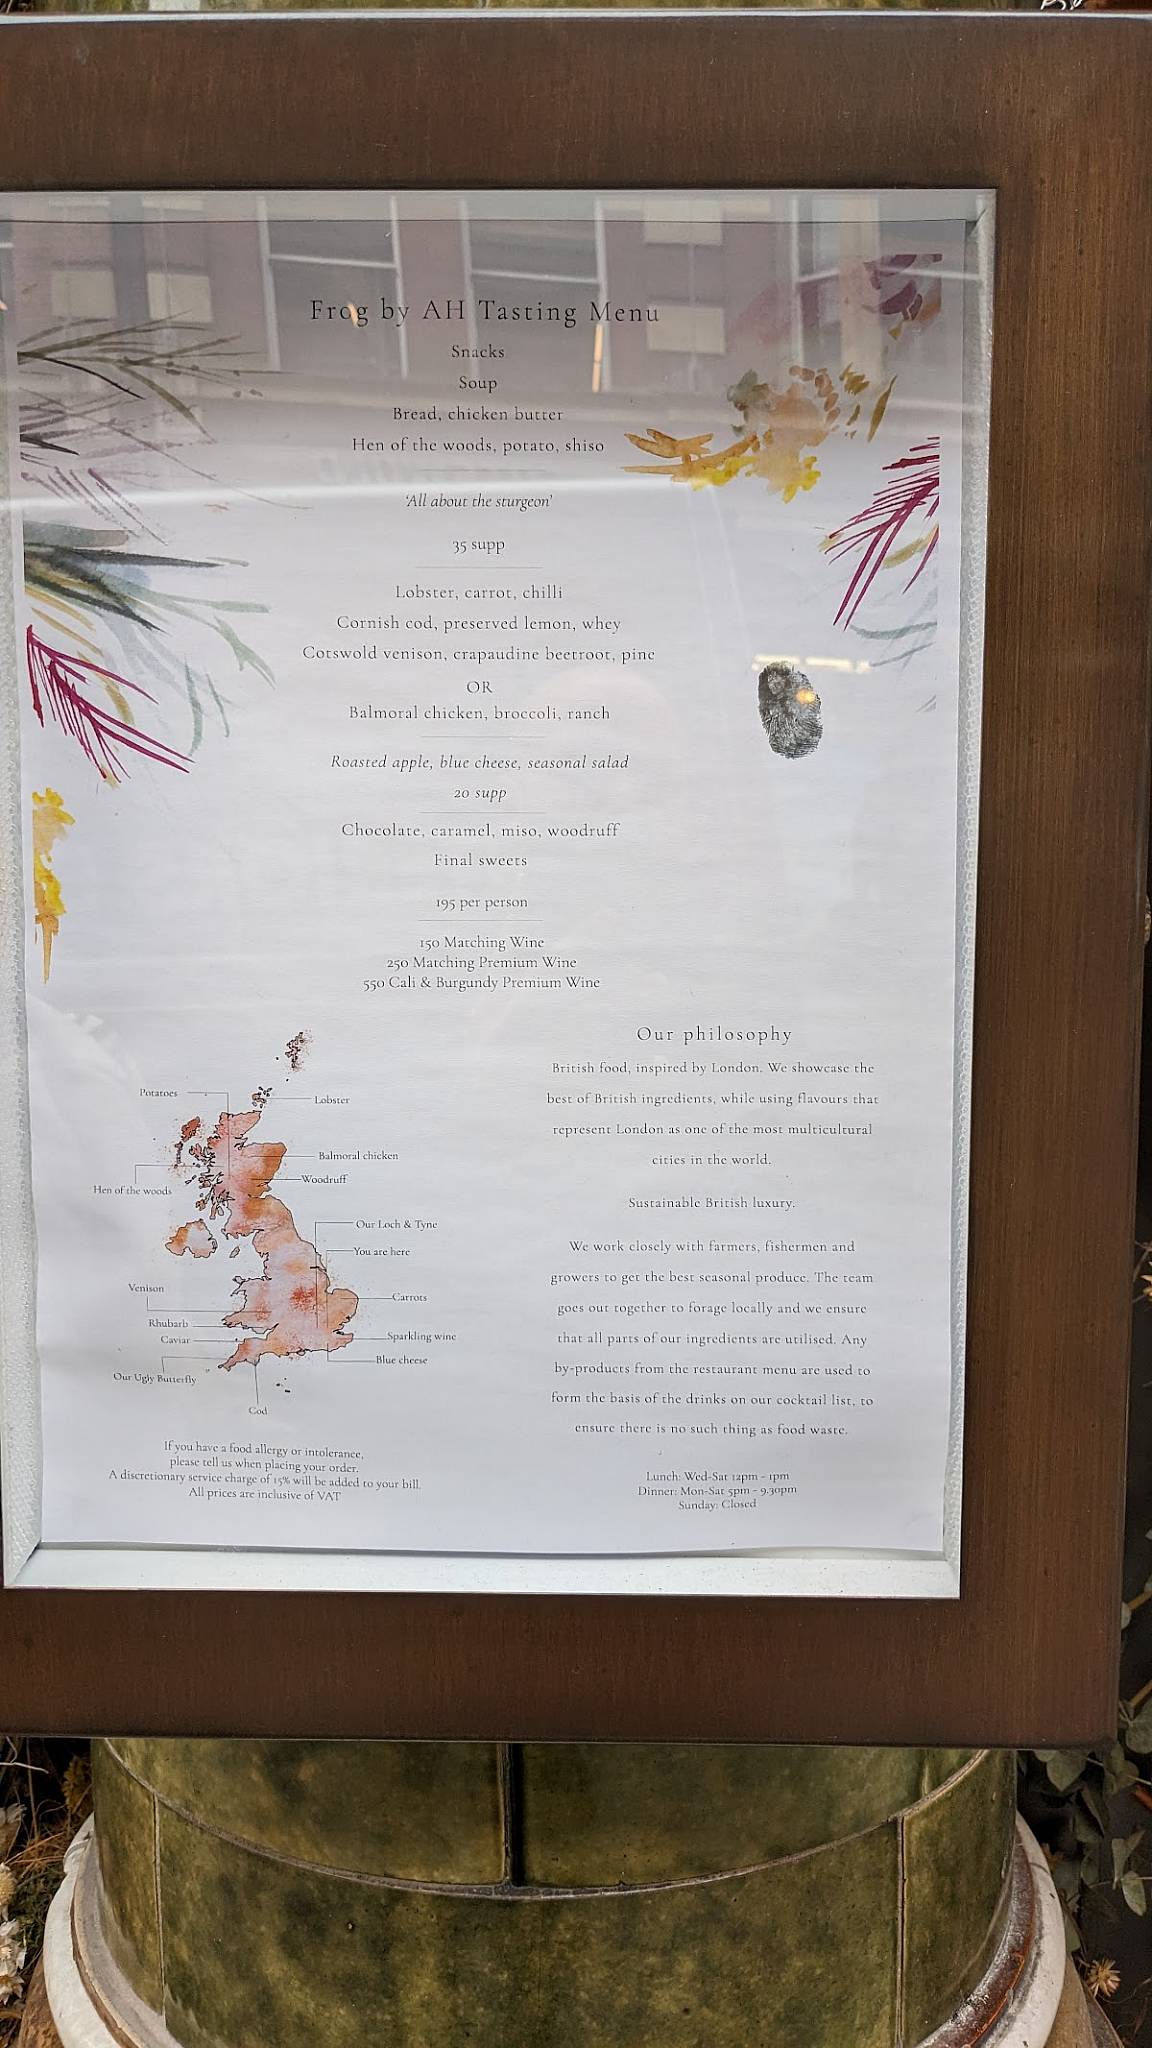 Frog by AH Tasting Menu
Snacks
Soup
Bread, chicken butter
Hen of the woods, potato, shiso
'All about the sturgeon'
35 supp
Lobster, carrot, chilli
Cornish cod, preserved lemon, whey
Cotswold venison, crapaudine beetroot, pine
OR
Balmoral chicken, broccoli, ranch
Roasted apple, blue cheese, seasonal salad
20 supp
Chocolate, caramel, miso, woodruff
Final sweets
195 per person
150 Matching Wine
250 Matching Premium Wine
550 Cali & Burgundy Premium Wine
Potatoes
Lobster
Balmoral chicken
Woodruff
Hen of the woods
Our Loch & Tyne
You are here
Venison
Carrots
Rhubarb
Sparkling wine
Caviar
Blue cheese
Our Ugly Butterfly
Cod
If you have a food allergy or intolerance,
please tell us when placing your order.
A discretionary service charge of 15% will be added to your bill.
All prices are inclusive of VAT
Our philosophy
British food, inspired by London. We showcase the
best of British ingredients, while using flavours that
represent London as one of the most multicultural
cities in the world.
Sustainable British luxury.
We work closely with farmers, fishermen and
growers to get the best seasonal produce. The team
goes out together to forage locally and we ensure
that all parts of our ingredients are utilised. Any
by-products from the restaurant menu are used to
form the basis of the drinks on our cocktail list, to
ensure there is no such thing as food waste.
Lunch: Wed-Sat 12pm - 1pm
Dinner: Mon-Sat 5pm - 9.30pm
Sunday: Closed